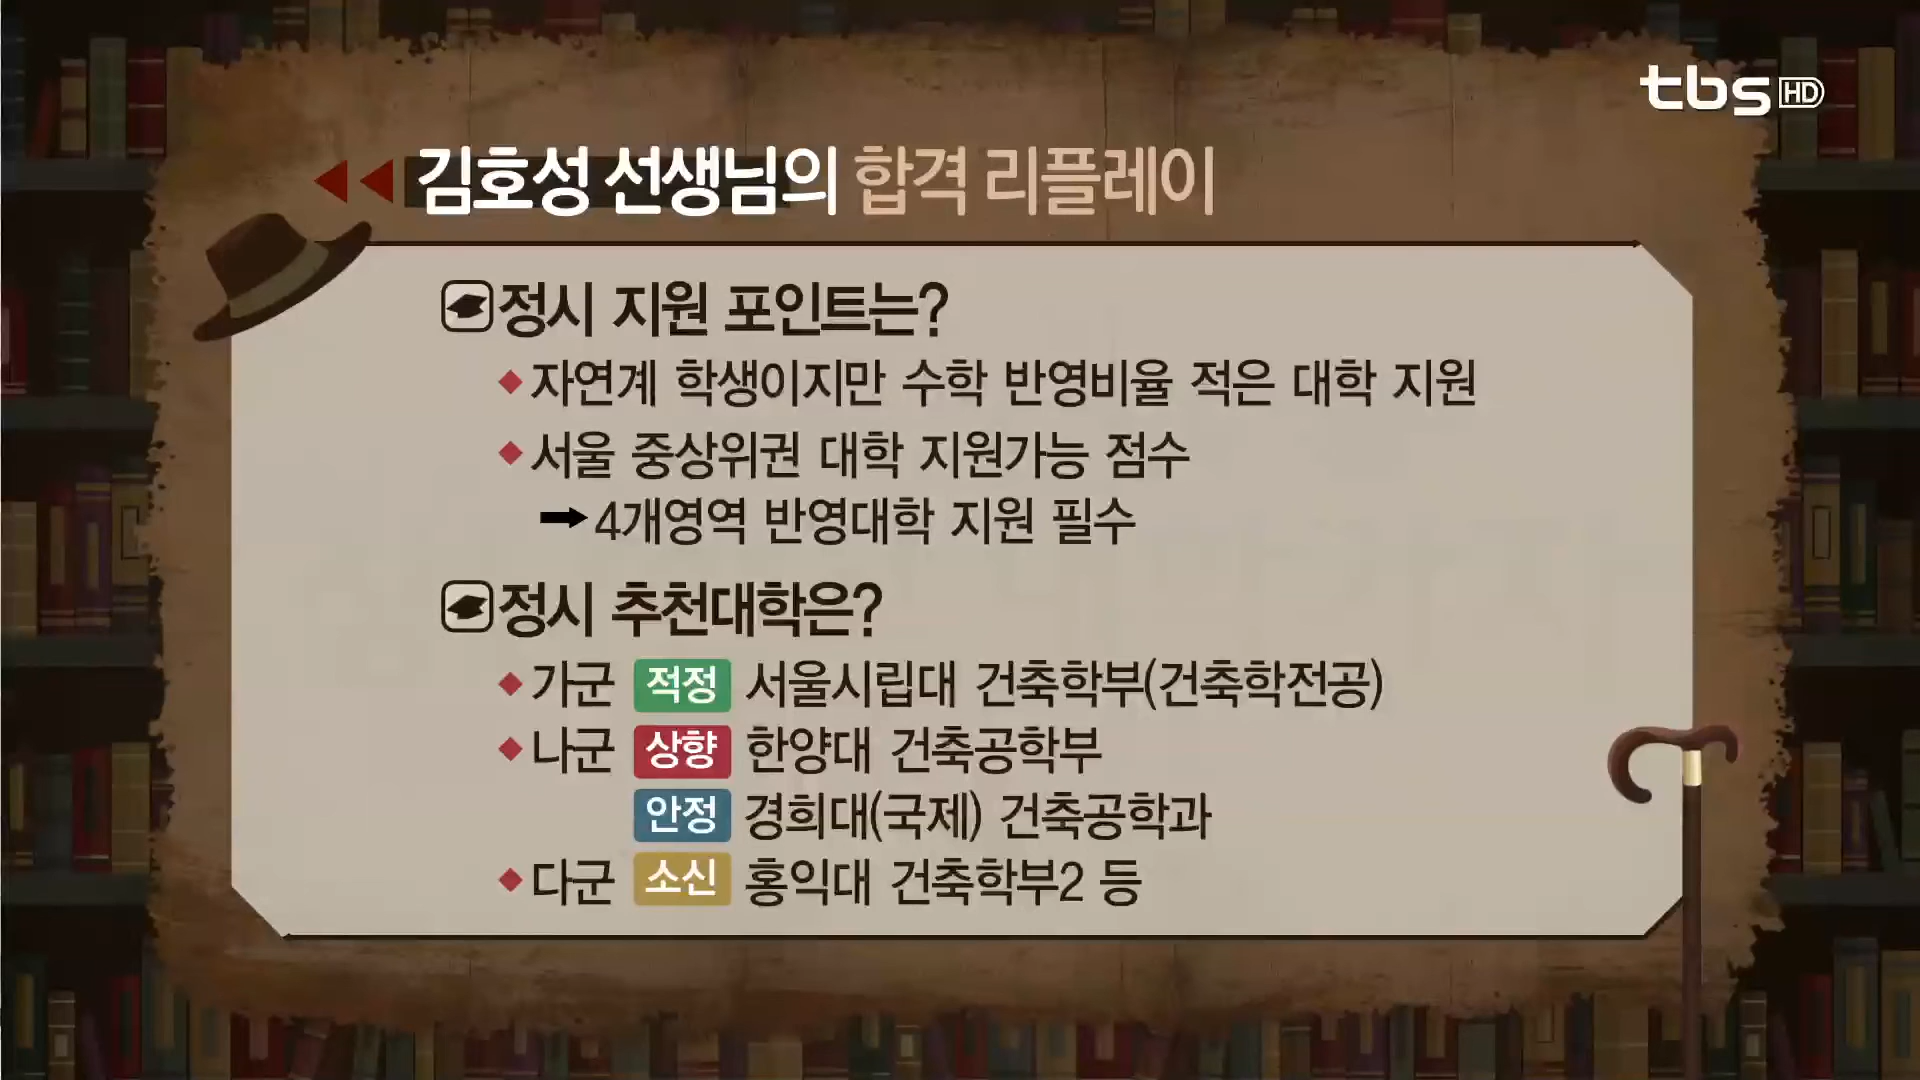 tbs HD
김호성 선생님의 합격 리플레이
정시 지원 포인트는?
자연계 학생이지만 수학 반영비율 적은 대학 지원
서울 중상위권 대학 지원가능 점수
➡4개영역 반영대학 지원 필수
정시 추천대학은?
가군 적정 서울시립대 건축학부(건축학전공)
나군 상향 한양대 건축공학부
안정 경희대(국제) 건축공학과
다군 소신 홍익대 건축학부2 등